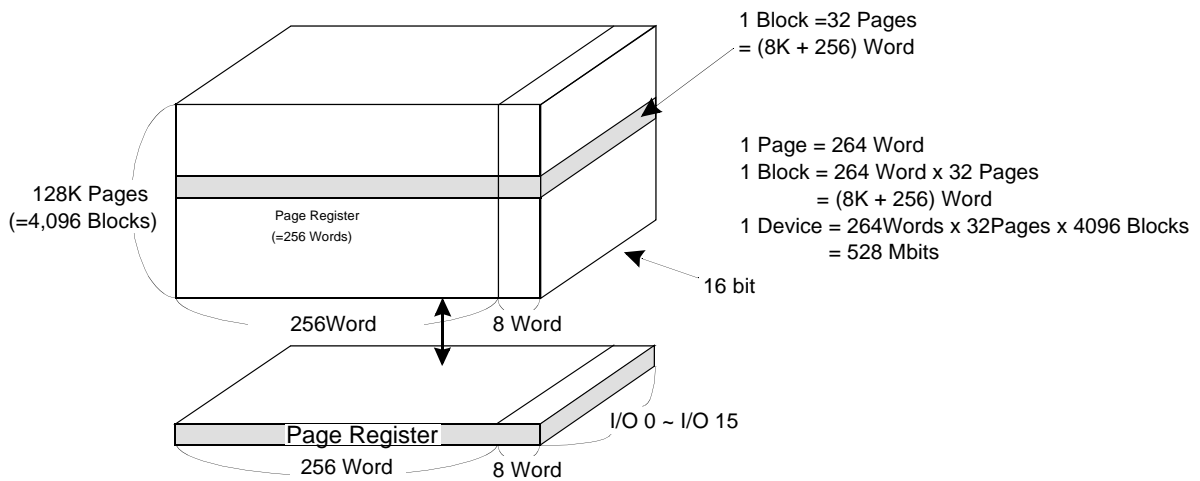 1 Block =32 Pages
= (8K + 256) Word
1 Page = 264 Word
1 Block = 264 Word x 32 Pages
= (8K + 256) Word
1 Device = 264Words x 32Pages x 4096 Blocks
= 528 Mbits
128K Pages
(=4,096 Blocks)
Page Register
(=256 Words)
16 bit
256Word
8 Word
I/O 0 ~ I/O 15
Page Register
256 Word
8 Word